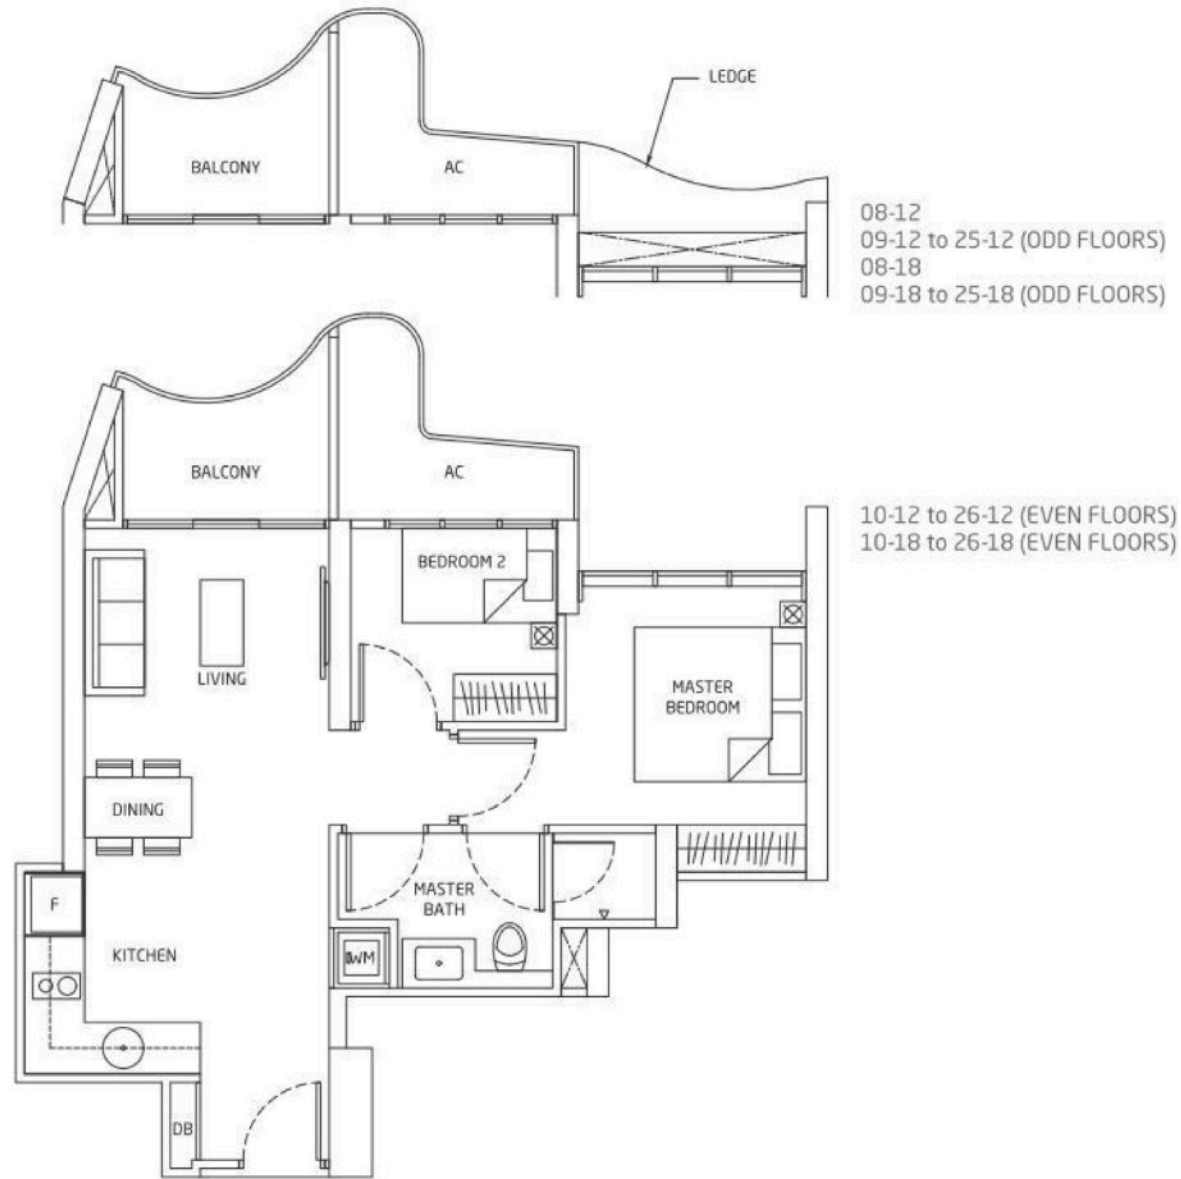 LEDGE
BALCONY
AC
08-12
09-12 to 25-12 (ODD FLOORS)
08-18
09-18 to 25-18 (ODD FLOORS)
BALCONY
AC
10-12 to 26-12 (EVEN FLOORS)
10-18 to 26-18 (EVEN FLOORS)
BEDROOM 2
LIVING
MASTER
BEDROOM
DINING
MASTER
BATH
F
KITCHEN
WM
DB